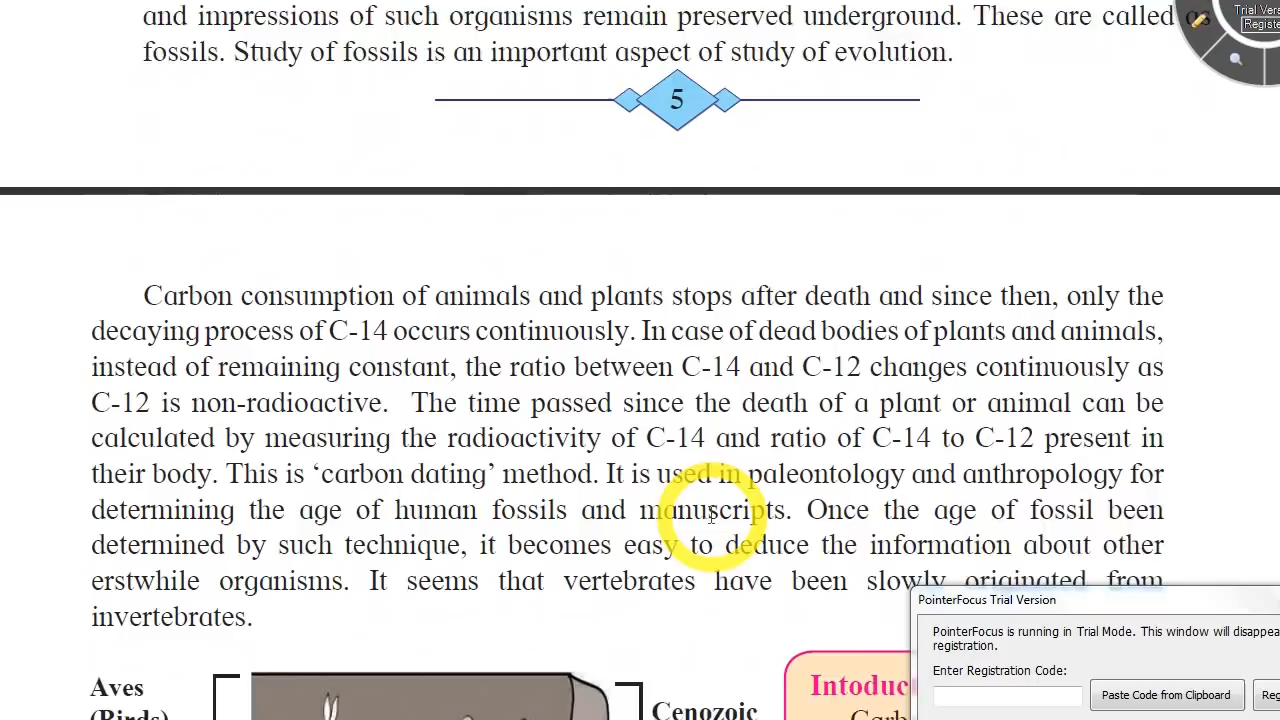 and impressions of such organisms remain preserved underground. These are called as
fossils. Study of fossils is an important aspect of study of evolution.
5
Carbon consumption of animals and plants stops after death and since then, only the
decaying process of C-14 occurs continuously. In case of dead bodies of plants and animals,
instead of remaining constant, the ratio between C-14 and C-12 changes continuously as
C-12 is non-radioactive. The time passed since the death of a plant or animal can be
calculated by measuring the radioactivity of C-14 and ratio of C-14 to C-12 present in
their body. This is ‘carbon dating’ method. It is used in paleontology and anthropology for
determining the age of human fossils and manuscripts. Once the age of fossil been
determined by such technique, it becomes easy to deduce the information about other
erstwhile organisms. It seems that vertebrates have been slowly originated from
invertebrates.
Aves
(Birds)
Cenozoic
Intoduc
Carb
Trial Vers
Registe
PointerFocus Trial Version
PointerFocus is running in Trial Mode. This window will disappea
registration.
Enter Registration Code:
Paste Code from Clipboard
Reg